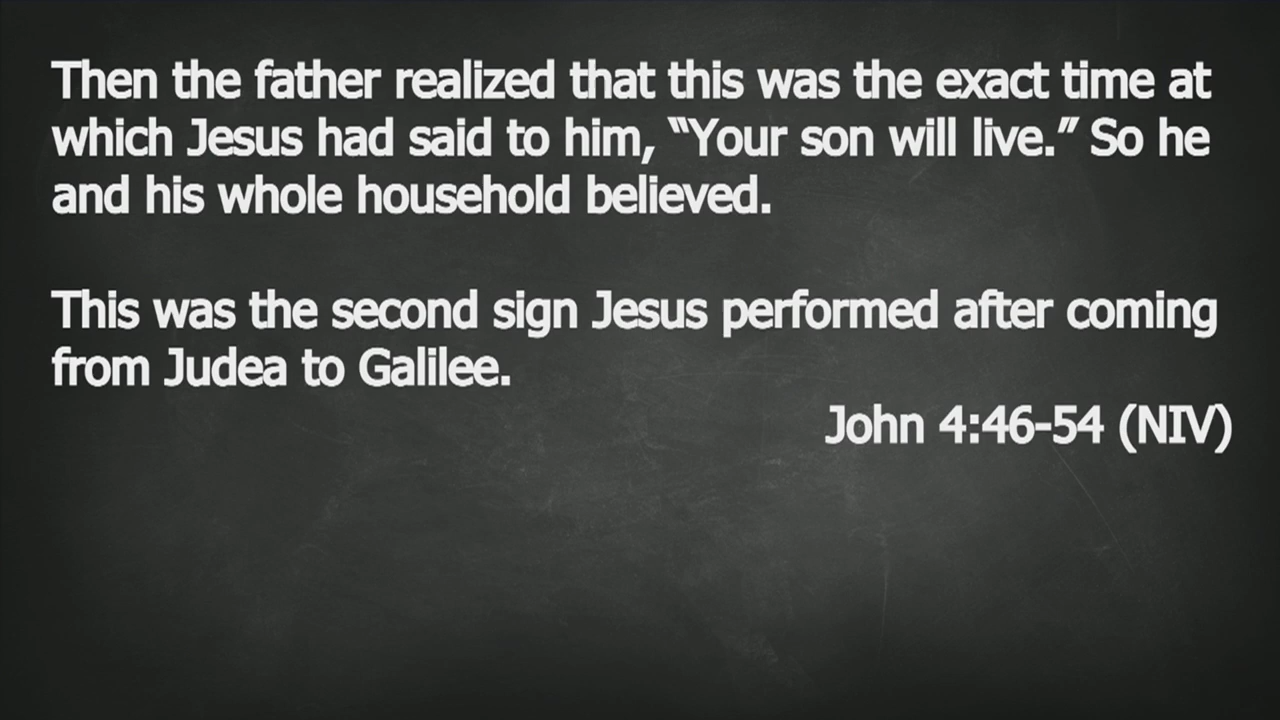 Then the father realized that this was the exact time at
which Jesus had said to him, “Your son will live.” So he
and his whole household believed.
This was the second sign Jesus performed after coming
from Judea to Galilee.
John 4:46-54 (NIV)